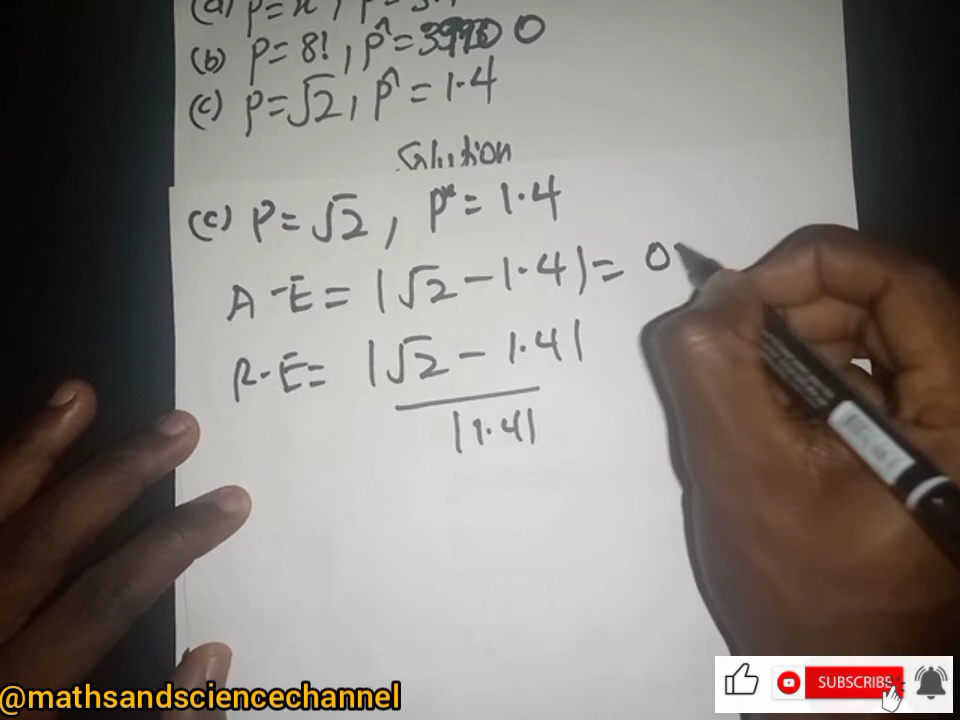 (b) P = 8!, p̂ = 39900
(c) P = √2, p̂ = 1.4
Solution
(c) P = √2, P* = 1.4
A-E = |√2 - 1.4| = 0.
R-E = |√2 - 1.4|
|1.4|
SUBSCRIBE
@mathsandsciencechannel